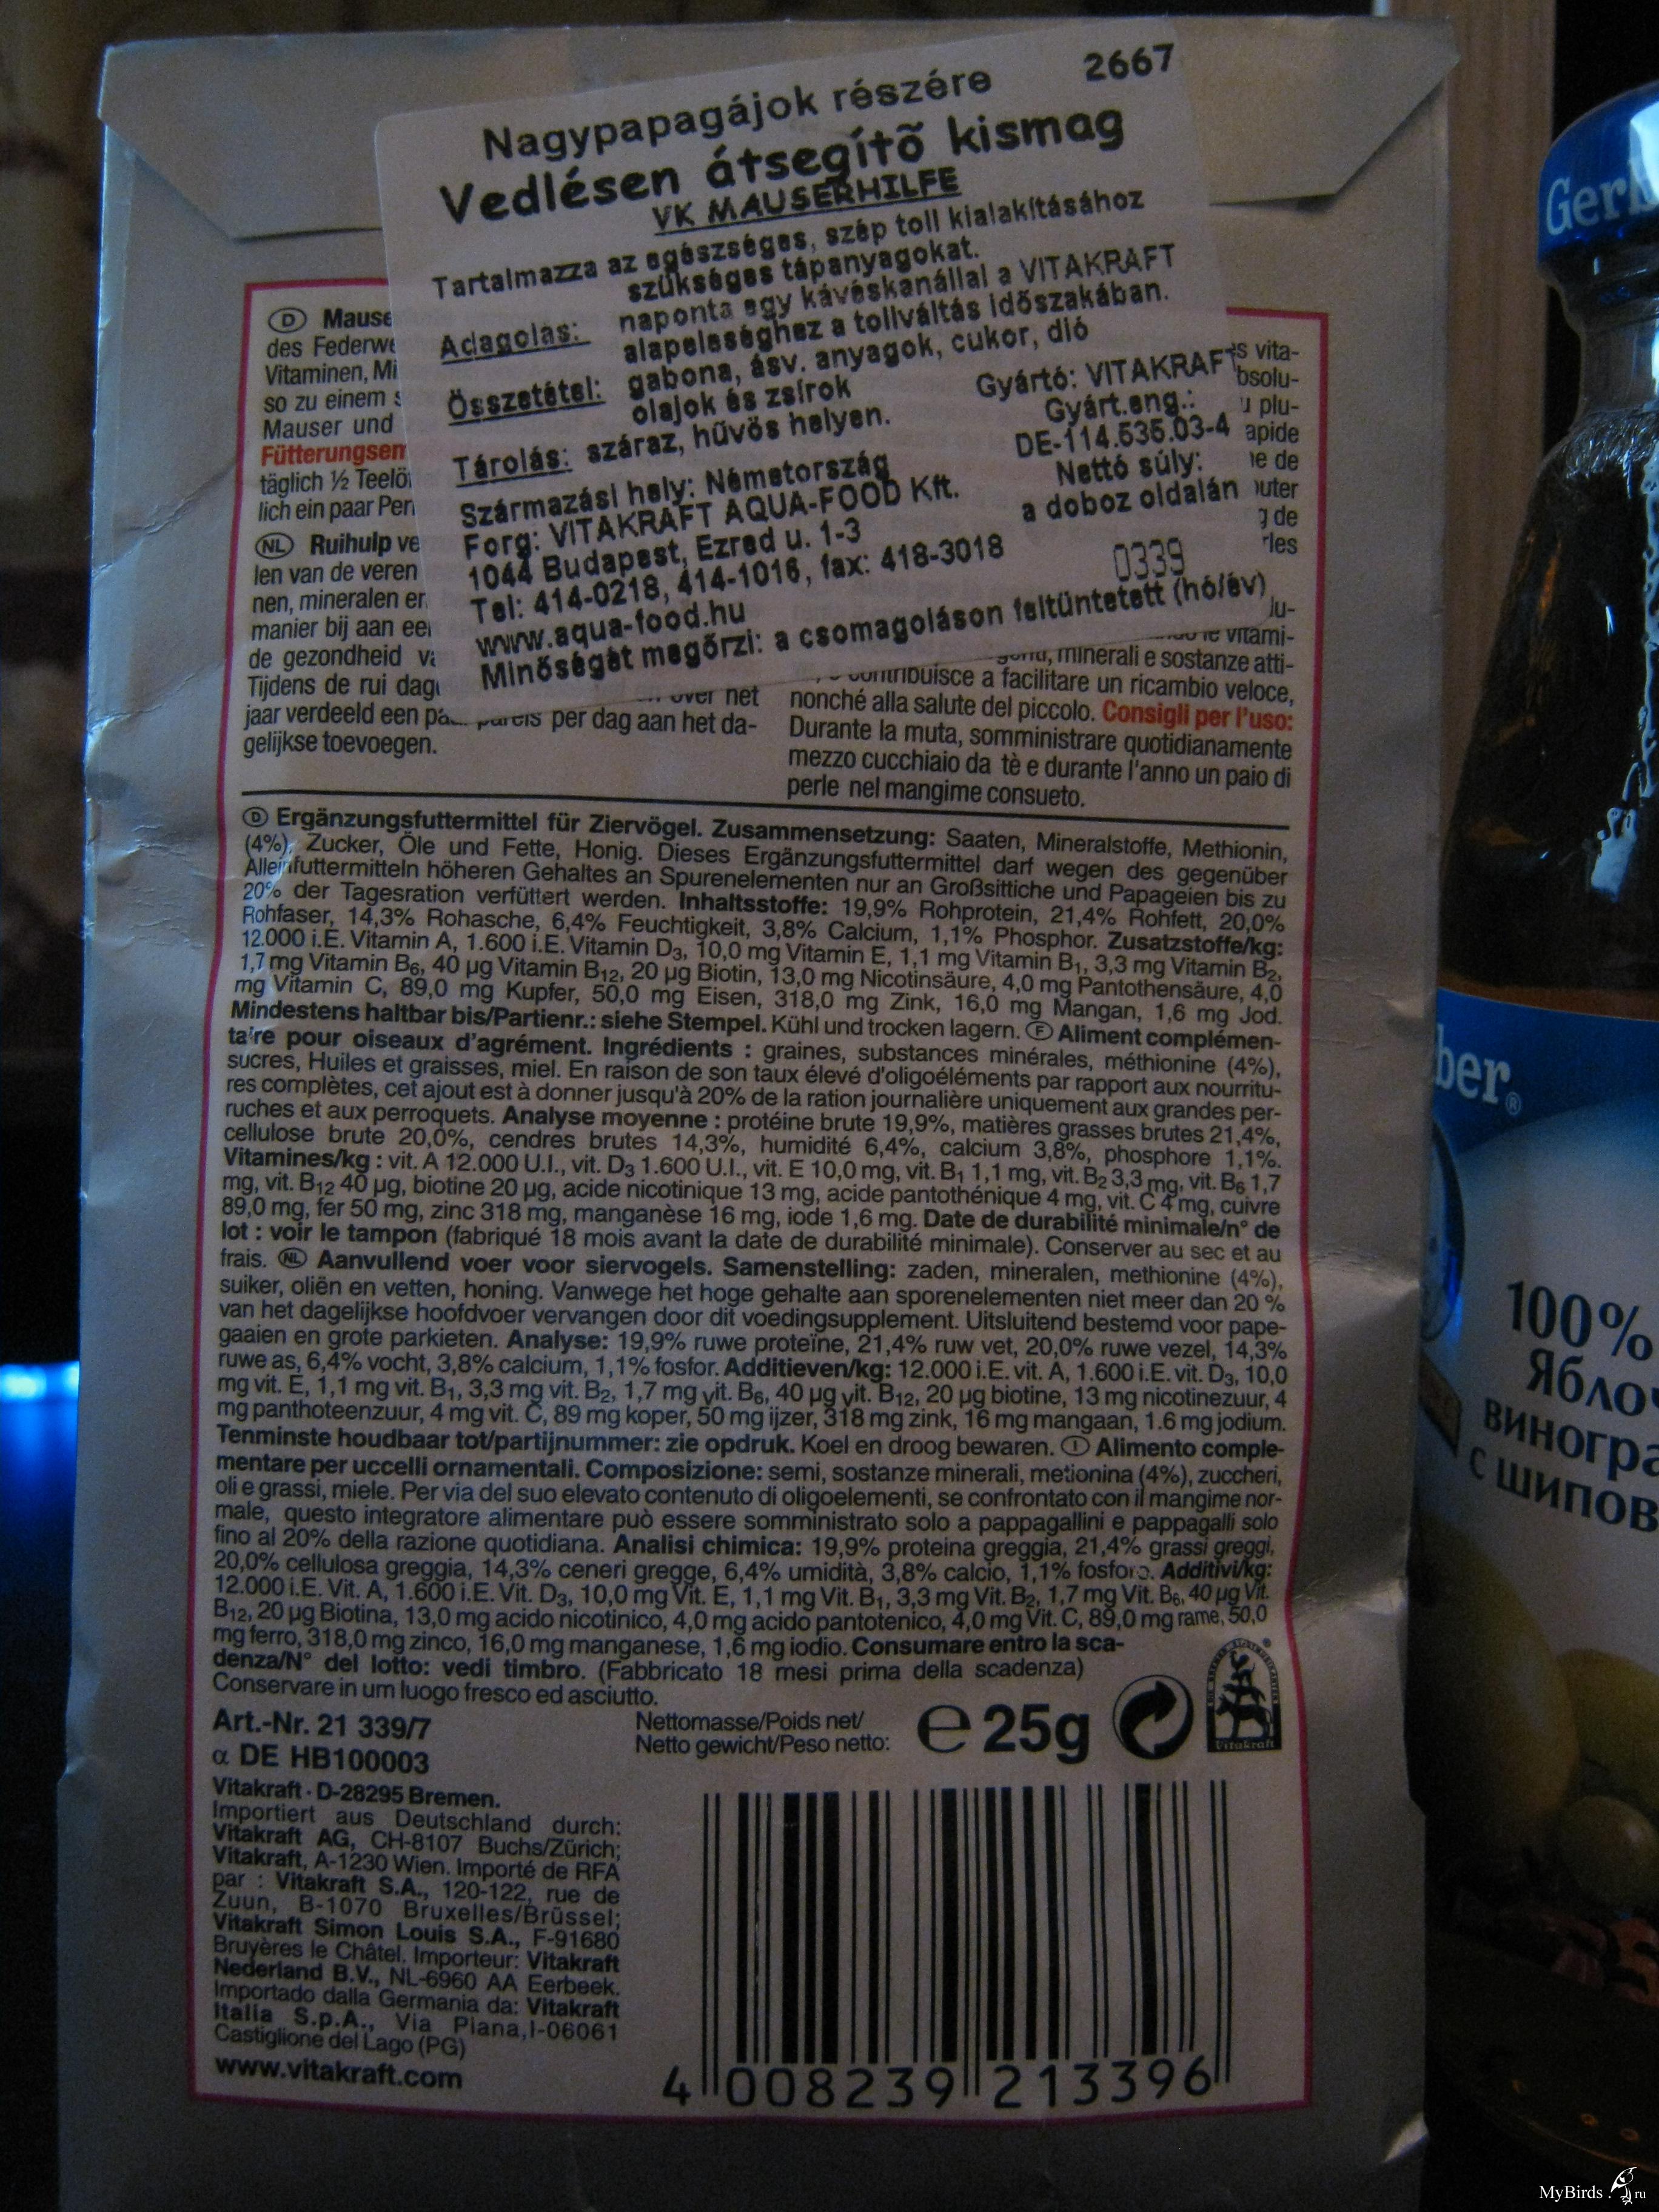 2667
Nagypapagájok részére
Vedlésen átsegítõ kismag
VK MAUSERHILFE
Tartalmazza az egészséges, szép toll kialakításához
szükséges tápanyagokat.
Adagolás: naponta egy kávéskanállal a VITAKRAFT
alapeleséghez a tollváltás időszakában.
Összetétel: gabona, ásv. anyagok, cukor, dió
olajok és zsírok
Tárolás: száraz, hűvös helyen.
Származási hely: Németország
Forg: VITAKRAFT AQUA-FOOD Kft.
1044 Budapest, Ezred u. 1-3
Tel: 414-0218, 414-1016, fax: 418-3018
www.aqua-food.hu
Minőségét megőrzi: a csomagoláson feltüntetett (hó/év)
Gyártó: VITAKRAFT
Gyárt.eng.:
DE-114.535.03-4
Nettó súly:
a doboz oldalán
0339
D Mause
des Federwe
Vitaminen, Mi
so zu einem s
Mauser und
Fütterungsem
täglich ½ Teelö
lich ein paar Per
NL Ruihulp ve
len van de veren
nen, mineralen en
manier bij aan ee
de gezondheid va
Tijdens de rui dag
over het
jaar verdeeld een pa parels per dag aan het da-
gelijkse toevoegen.
s vita-
bsolu-
u plu-
apide
ne de
outer
g de
rles
lu-
vitami-
minerali e sostanze atti-
contribuisce a facilitare un ricambio veloce,
nonché alla salute del piccolo. Consigli per l'uso:
Durante la muta, somministrare quotidianamente
mezzo cucchiaio da tè e durante l'anno un paio di
perle nel mangime consueto.
D Ergänzungsfuttermittel für Ziervögel. Zusammensetzung: Saaten, Mineralstoffe, Methionin,
(4%), Zucker, Öle und Fette, Honig. Dieses Ergänzungsfuttermittel darf wegen des gegenüber
Alleinfuttermitteln höheren Gehaltes an Spurenelementen nur an Großsittiche und Papageien bis zu
20% der Tagesration verfüttert werden. Inhaltsstoffe: 19,9% Rohprotein, 21,4% Rohfett, 20,0%
Rohfaser, 14,3% Rohasche, 6,4% Feuchtigkeit, 3,8% Calcium, 1,1% Phosphor. Zusatzstoffe/kg:
12.000 i.E. Vitamin A, 1.600 i.E. Vitamin D3, 10,0 mg Vitamin E, 1,1 mg Vitamin B1, 3,3 mg Vitamin B2,
1,7 mg Vitamin B6, 40 µg Vitamin B12, 20 µg Biotin, 13,0 mg Nicotinsäure, 4,0 mg Pantothensäure, 4,0
mg Vitamin C, 89,0 mg Kupfer, 50,0 mg Eisen, 318,0 mg Zink, 16,0 mg Mangan, 1,6 mg Jod.
Mindestens haltbar bis/Partienr.: siehe Stempel. Kühl und trocken lagern. F Aliment complémen-
taire pour oiseaux d'agrément. Ingrédients : graines, substances minérales, méthionine (4%),
sucres, Huiles et graisses, miel. En raison de son taux élevé d'oligoéléments par rapport aux nourritu-
res complètes, cet ajout est à donner jusqu'à 20% de la ration journalière uniquement aux grandes per-
ruches et aux perroquets. Analyse moyenne : protéine brute 19,9%, matières grasses brutes 21,4%,
cellulose brute 20,0%, cendres brutes 14,3%, humidité 6,4%, calcium 3,8%, phosphore 1,1%.
Vitamines/kg : vit. A 12.000 U.I., vit. D3 1.600 U.I., vit. E 10,0 mg, vit. B1 1,1 mg, vit. B2 3,3 mg, vit. B6 1,7
mg, vit. B12 40 µg, biotine 20 µg, acide nicotinique 13 mg, acide pantothénique 4 mg, vit. C 4 mg, cuivre
89,0 mg, fer 50 mg, zinc 318 mg, manganèse 16 mg, iode 1,6 mg. Date de durabilité minimale/n° de
lot : voir le tampon (fabriqué 18 mois avant la date de durabilité minimale). Conserver au sec et au
frais. NL Aanvullend voer voor siervogels. Samenstelling: zaden, mineralen, methionine (4%),
suiker, oliën en vetten, honing. Vanwege het hoge gehalte aan sporenelementen niet meer dan 20 %
van het dagelijkse hoofdvoer vervangen door dit voedingsupplement. Uitsluitend bestemd voor pape-
gaaien en grote parkieten. Analyse: 19,9% ruwe proteïne, 21,4% ruw vet, 20,0% ruwe vezel, 14,3%
ruwe as, 6,4% vocht, 3,8% calcium, 1,1% fosfor. Additieven/kg: 12.000 i.E. vit. A, 1.600 i.E. vit. D3, 10,0
mg vit. E, 1,1 mg vit. B1, 3,3 mg vit. B2, 1,7 mg vit. B6, 40 µg vit. B12, 20 µg biotine, 13 mg nicotinezuur, 4
mg panthoteenzuur, 4 mg vit. C, 89 mg koper, 50 mg ijzer, 318 mg zink, 16 mg mangaan, 1.6 mg jodium.
Tenminste houdbaar tot/partijnummer: zie opdruk. Koel en droog bewaren. I Alimento comple-
mentare per uccelli ornamentali. Composizione: semi, sostanze minerali, metionina (4%), zuccheri,
oli e grassi, miele. Per via del suo elevato contenuto di oligoelementi, se confrontato con il mangime nor-
male, questo integratore alimentare può essere somministrato solo a pappagallini e pappagalli solo
fino al 20% della razione quotidiana. Analisi chimica: 19,9% proteina greggia, 21,4% grassi greggi,
20,0% cellulosa greggia, 14,3% ceneri gregge, 6,4% umidità, 3,8% calcio, 1,1% fosforo. Additivi/kg:
12.000 i.E. Vit. A, 1.600 i.E. Vit. D3, 10,0 mg Vit. E, 1,1 mg Vit. B1, 3,3 mg Vit. B2, 1,7 mg Vit. B6, 40 µg Vit.
B12, 20 µg Biotina, 13,0 mg acido nicotinico, 4,0 mg acido pantotenico, 4,0 mg Vit. C, 89,0 mg rame, 50,0
mg ferro, 318,0 mg zinco, 16,0 mg manganese, 1,6 mg iodio. Consumare entro la sca-
denza/N° del lotto: vedi timbro. (Fabbricato 18 mesi prima della scadenza)
Conservare in um luogo fresco ed asciutto.
Art.-Nr. 21 339/7
α DE HB100003
Nettomasse/Poids net/
Netto gewicht/Peso netto:
e 25g
Vitakraft
Vitakraft · D-28295 Bremen.
Importiert aus Deutschland durch:
Vitakraft AG, CH-8107 Buchs/Zürich;
Vitakraft, A-1230 Wien. Importé de RFA
par : Vitakraft S.A., 120-122, rue de
Zuun, B-1070 Bruxelles/Brüssel;
Vitakraft Simon Louis S.A., F-91680
Bruyères le Châtel. Importeur: Vitakraft
Nederland B.V., NL-6960 AA Eerbeek.
Importado dalla Germania da: Vitakraft
Italia S.p.A., Via Piana, I-06061
Castiglione del Lago (PG)
www.vitakraft.com
4 008239 213396
Gerb
ber®
100%
Ябло
виногра
с шипов
MyBirds.ru